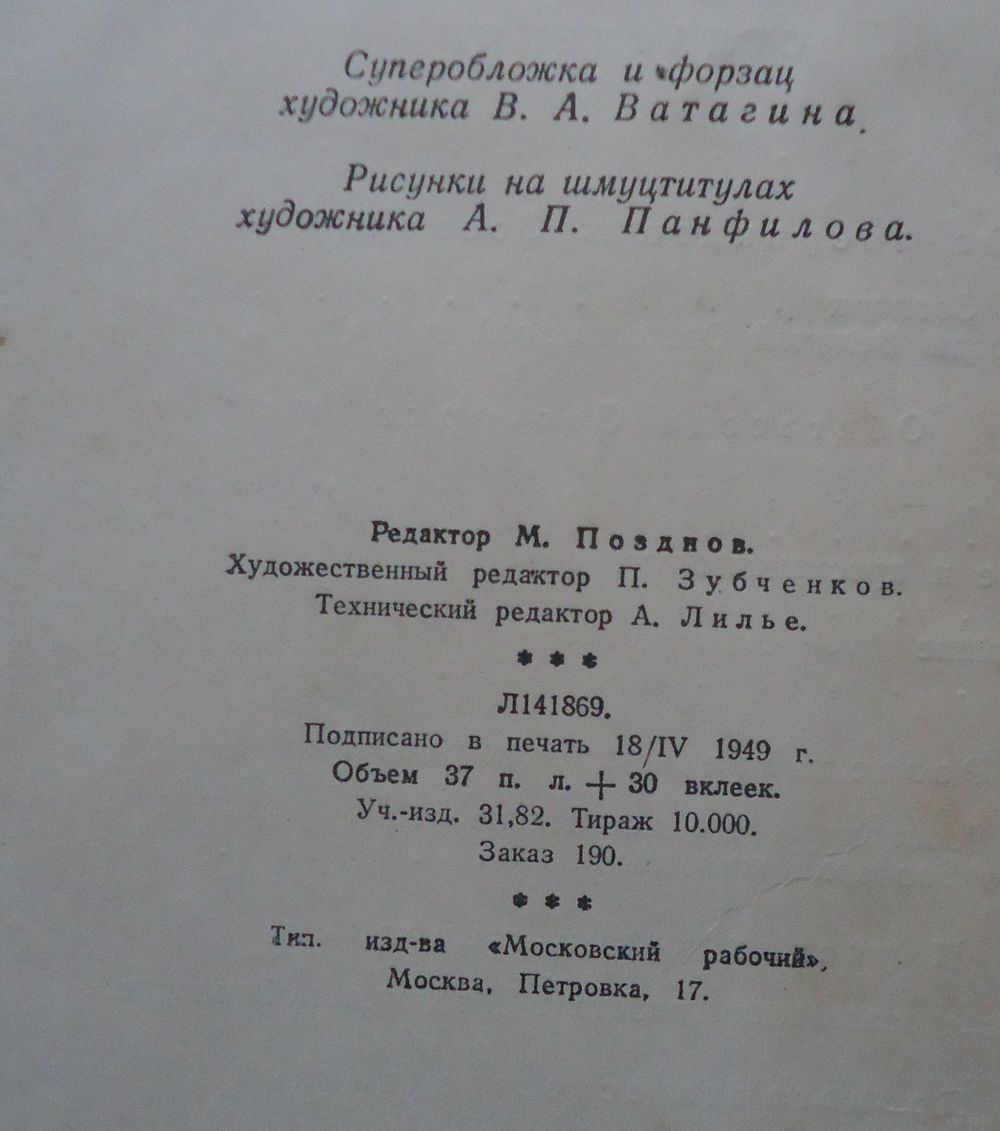 Суперобложка и форзац
художника В. А. Ватагина.
Рисунки на шмуцтитулах
художника А. П. Панфилова.
Редактор М. Позднов.
Художественный редактор П. Зубченков.
Технический редактор А. Лилье.
* * *
Л141869.
Подписано в печать 18/IV 1949 г.
Объем 37 п. л. + 30 вклеек.
Уч.-изд. 31,82. Тираж 10.000.
Заказ 190.
* * *
Тип. изд-ва «Московский рабочий»,
Москва, Петровка, 17.